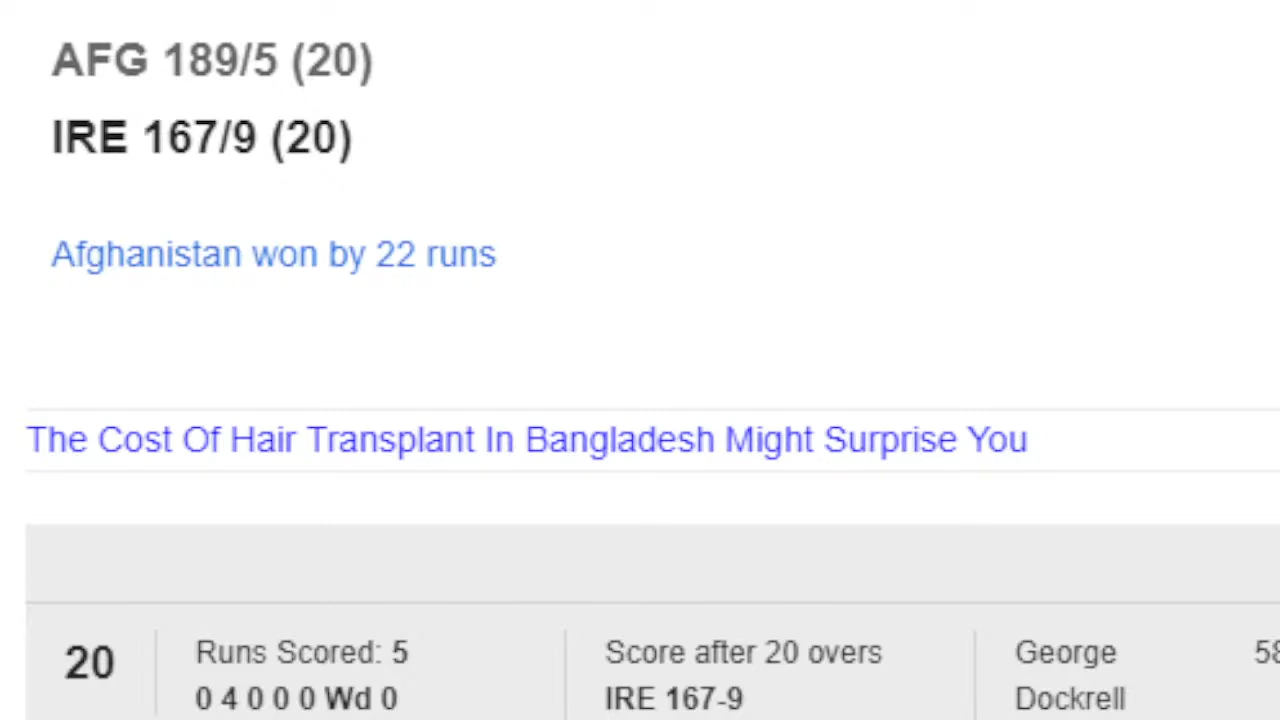 AFG 189/5 (20)
IRE 167/9 (20)
Afghanistan won by 22 runs
The Cost Of Hair Transplant In Bangladesh Might Surprise You
20
Runs Scored: 5
0 4 0 0 0 Wd 0
Score after 20 overs
IRE 167-9
George
Dockrell
58